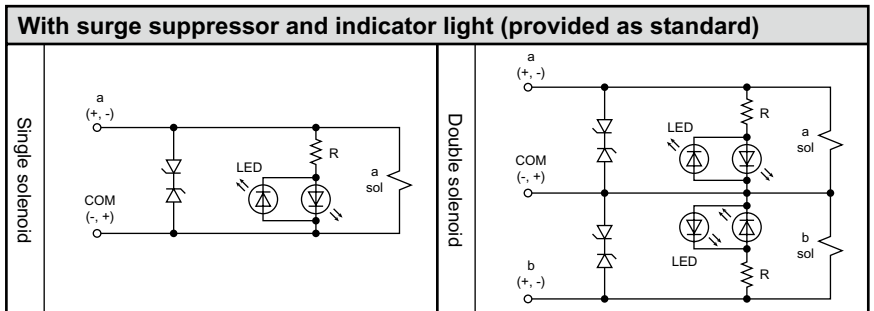 With surge suppressor and indicator light (provided as standard)
Single solenoid
a
(+, -)
R
LED
a
sol
COM
(-, +)
Double solenoid
a
(+, -)
R
LED
a
sol
COM
(-, +)
b
sol
LED
R
b
(+, -)